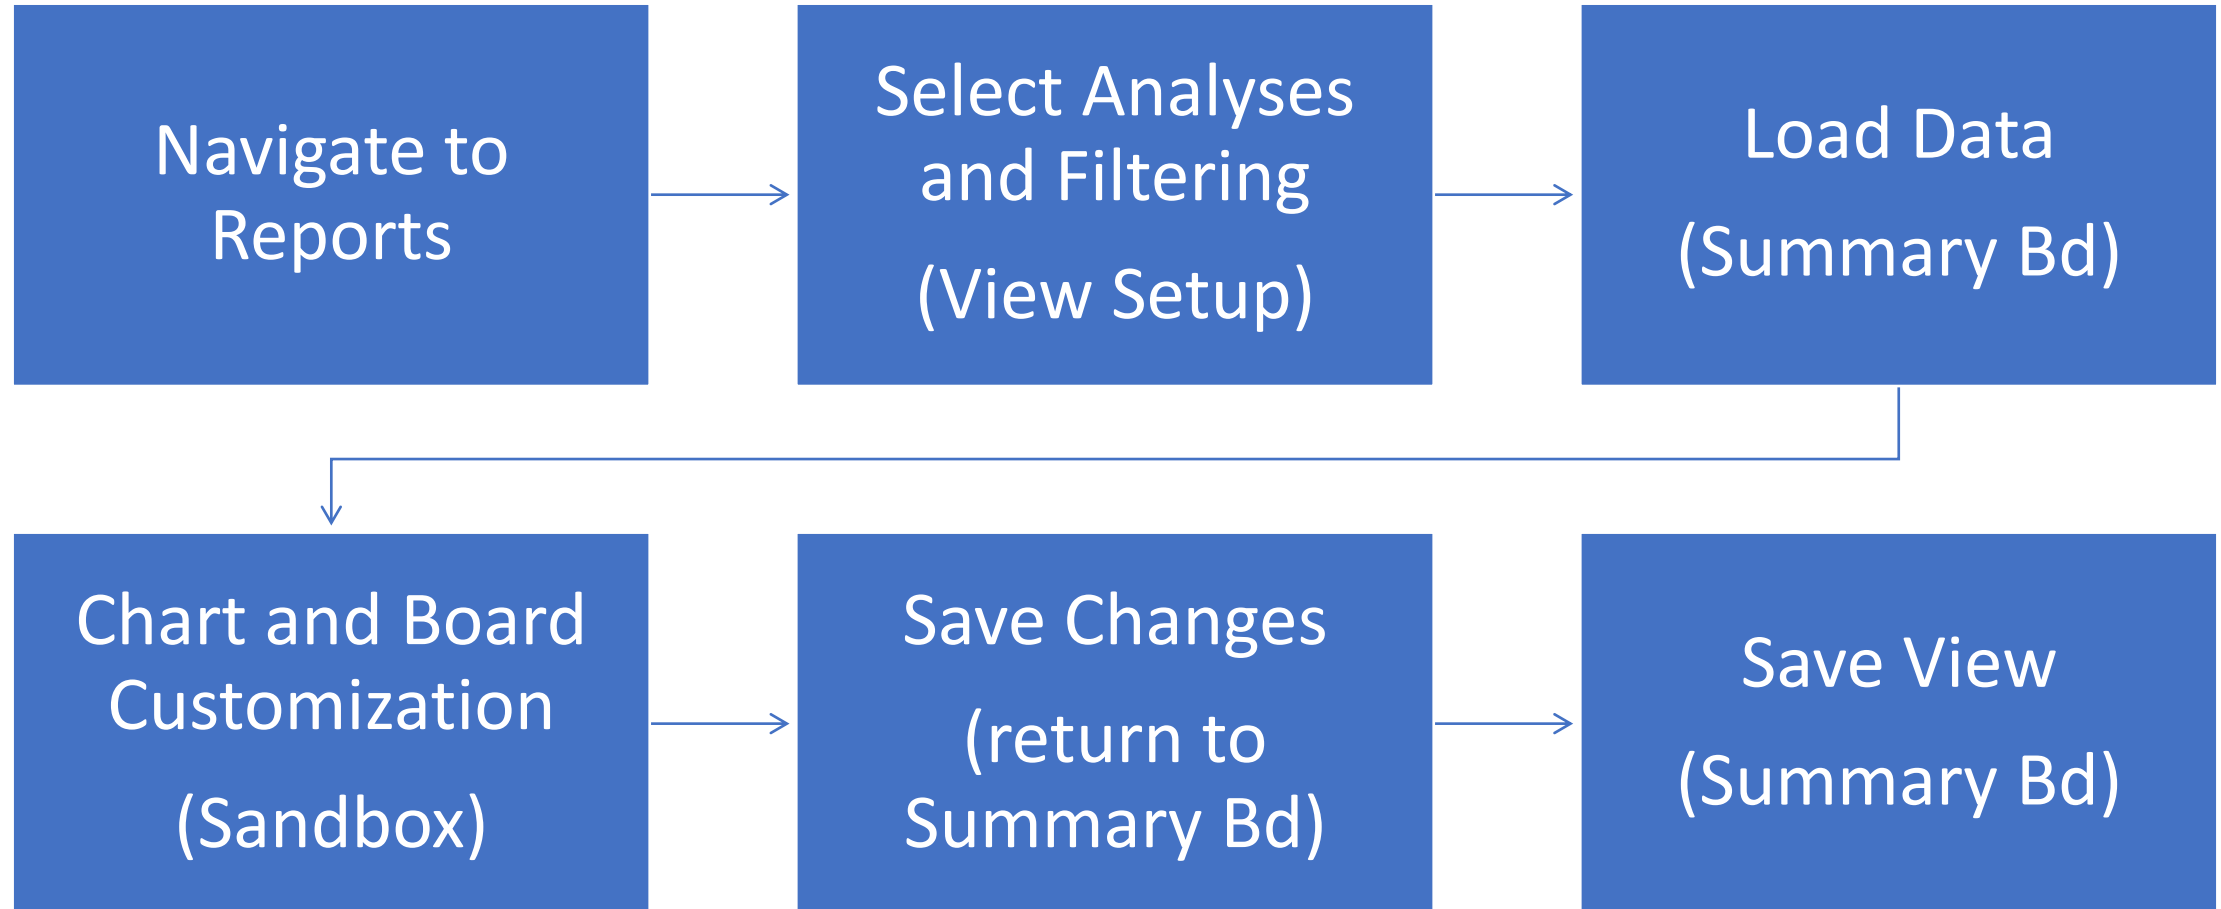 Navigate to
Reports
Select Analyses
and Filtering
(View Setup)
Load Data
(Summary Bd)
Chart and Board
Customization
(Sandbox)
Save Changes
(return to
Summary Bd)
Save View
(Summary Bd)